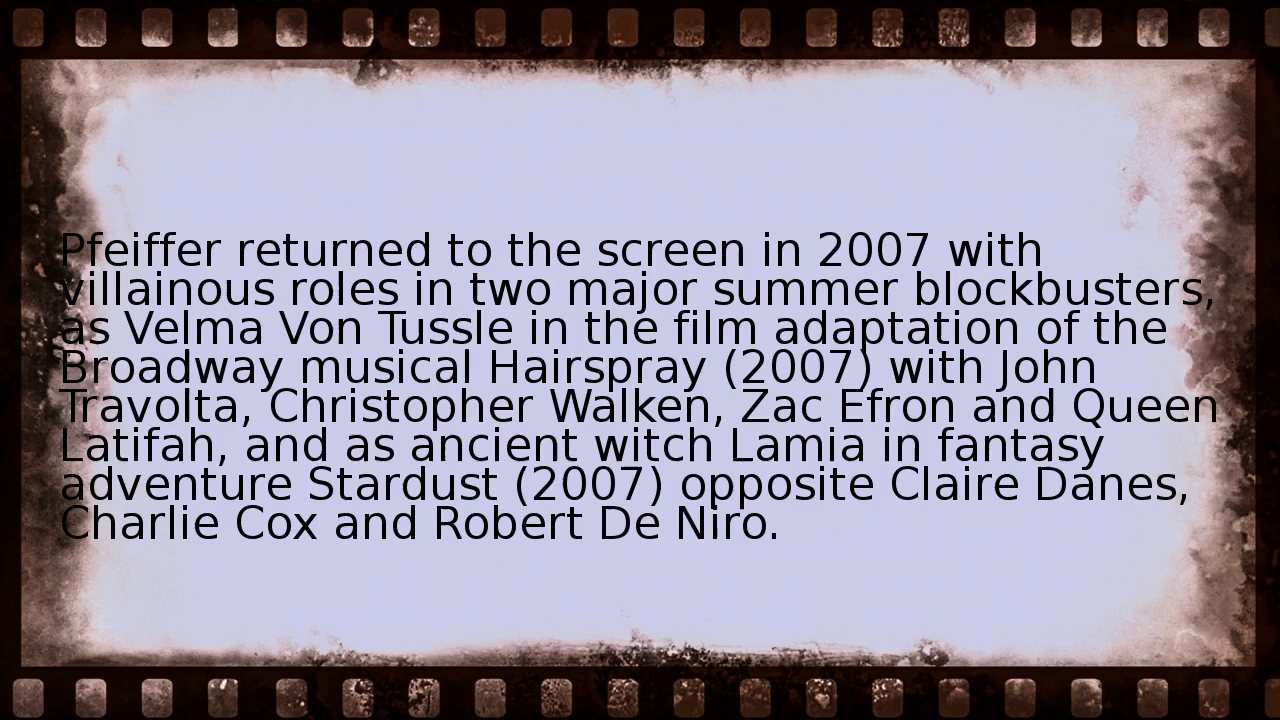 Pfeiffer returned to the screen in 2007 with
villainous roles in two major summer blockbusters,
as Velma Von Tussle in the film adaptation of the
Broadway musical Hairspray (2007) with John
Travolta, Christopher Walken, Zac Efron and Queen
Latifah, and as ancient witch Lamia in fantasy
adventure Stardust (2007) opposite Claire Danes,
Charlie Cox and Robert De Niro.